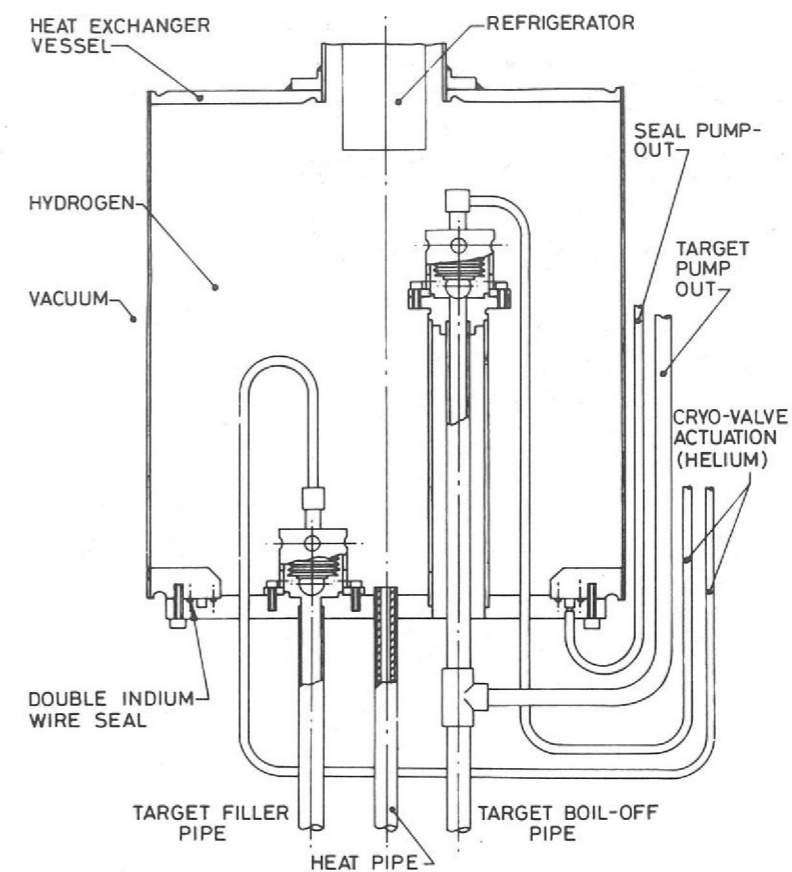 HEAT EXCHANGER
VESSEL
REFRIGERATOR
SEAL PUMP-
OUT
HYDROGEN
TARGET
PUMP
OUT
VACUUM
CRYO-VALVE
ACTUATION
(HELIUM)
DOUBLE INDIUM
WIRE SEAL
TARGET FILLER
PIPE
TARGET BOIL-OFF
PIPE
HEAT PIPE